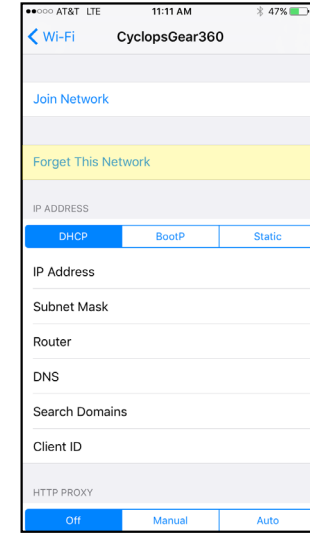 AT&T LTE 11:11 AM 47%
Wi-Fi CyclopsGear360
Join Network
Forget This Network
IP ADDRESS
DHCP BootP Static
IP Address
Subnet Mask
Router
DNS
Search Domains
Client ID
HTTP PROXY
Off Manual Auto